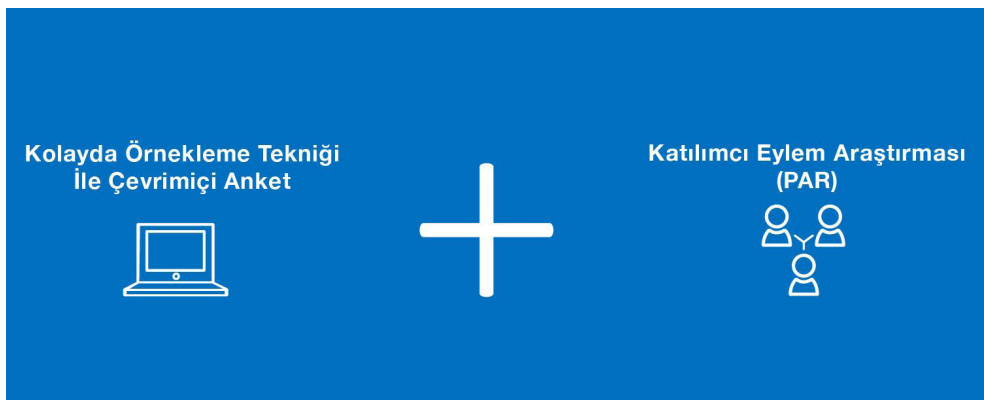 Kolayda Örnekleme Tekniği
İle Çevrimiçi Anket
Katılımcı Eylem Araştırması
(PAR)